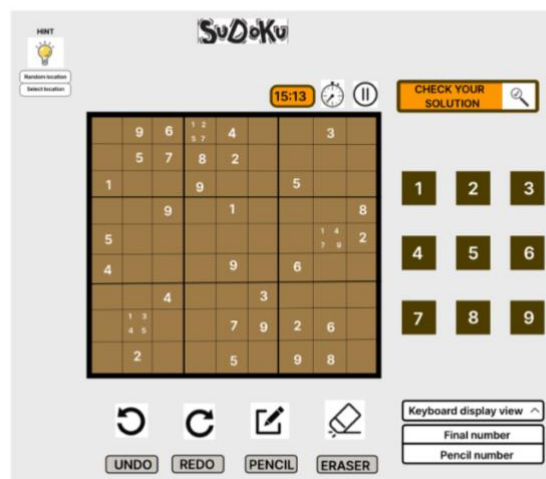 HINT
SuDoKu
Random location
Select location
15:13
CHECK YOUR
SOLUTION
9 6 1 2 4 3
5 7
5 7 8 2
1 9 5
9 1 8
5 1 4 2
7 9
4 9 6
4 3
1 3 7 9 2 6
4 5
2 5 9 8
1 2 3
4 5 6
7 8 9
UNDO REDO PENCIL ERASER
Keyboard display view
Final number
Pencil number